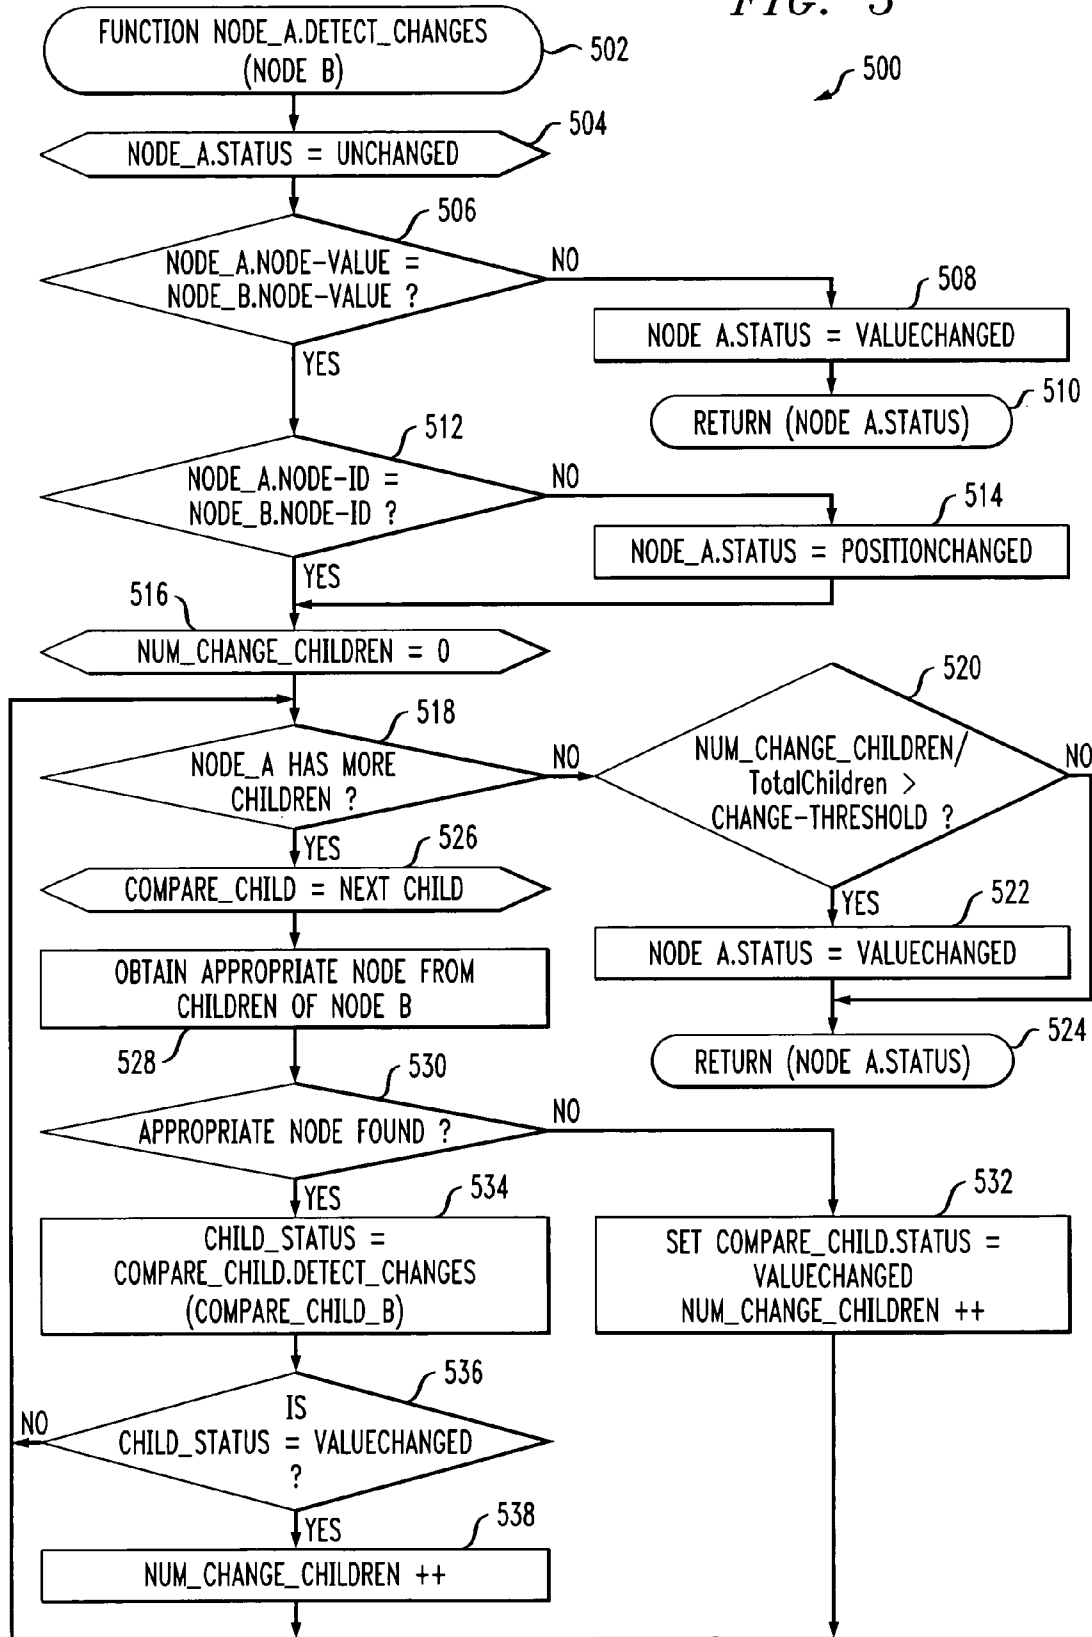 FIG. 5
500
FUNCTION NODE_A.DETECT_CHANGES
(NODE B)
502
NODE_A.STATUS = UNCHANGED
504
NODE_A.NODE-VALUE =
NODE_B.NODE-VALUE ?
506
NO
YES
NODE A.STATUS = VALUECHANGED
508
RETURN (NODE A.STATUS)
510
NODE_A.NODE-ID =
NODE_B.NODE-ID ?
512
NO
YES
NODE_A.STATUS = POSITIONCHANGED
514
516
NUM_CHANGE_CHILDREN = 0
NODE_A HAS MORE
CHILDREN ?
518
NO
YES
NUM_CHANGE_CHILDREN/
TotalChildren >
CHANGE-THRESHOLD ?
520
NO
YES
NODE A.STATUS = VALUECHANGED
522
RETURN (NODE A.STATUS)
524
COMPARE_CHILD = NEXT CHILD
526
OBTAIN APPROPRIATE NODE FROM
CHILDREN OF NODE B
528
APPROPRIATE NODE FOUND ?
530
NO
YES
SET COMPARE_CHILD.STATUS =
VALUECHANGED
NUM_CHANGE_CHILDREN ++
532
CHILD_STATUS =
COMPARE_CHILD.DETECT_CHANGES
(COMPARE_CHILD_B)
534
IS
CHILD_STATUS = VALUECHANGED
?
536
NO
YES
NUM_CHANGE_CHILDREN ++
538